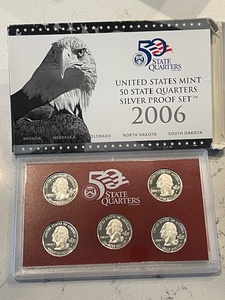 50
STATE
QUARTERS
UNITED STATES MINT
50 STATE QUARTERS
SILVER PROOF SET™
2006
NEVADA NEBRASKA COLORADO NORTH DAKOTA SOUTH DAKOTA
50
STATE
QUARTERS